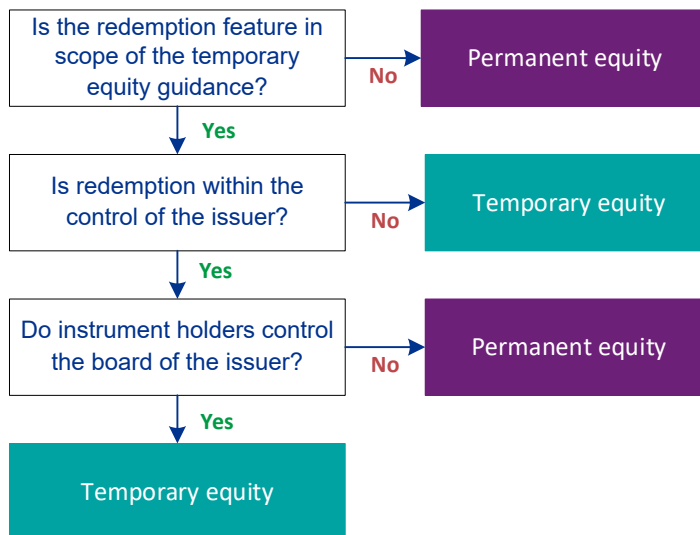 Is the redemption feature in
scope of the temporary
equity guidance?
No
Permanent equity
Yes
Is redemption within the
control of the issuer?
No
Temporary equity
Yes
Do instrument holders control
the board of the issuer?
No
Permanent equity
Yes
Temporary equity